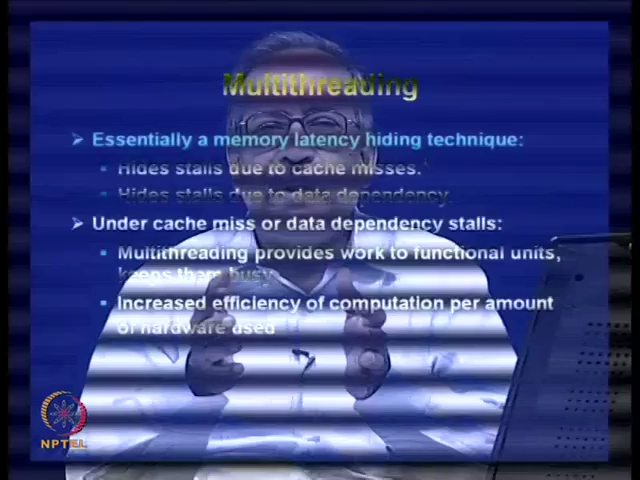 Multithreading
Essentially a memory latency hiding technique:
Hides stalls due to cache misses.
Hides stalls due to data dependency.
Under cache miss or data dependency stalls:
Multithreading provides work to functional units,
keeps them busy
Increased efficiency of computation per amount
of hardware used
NPTEL